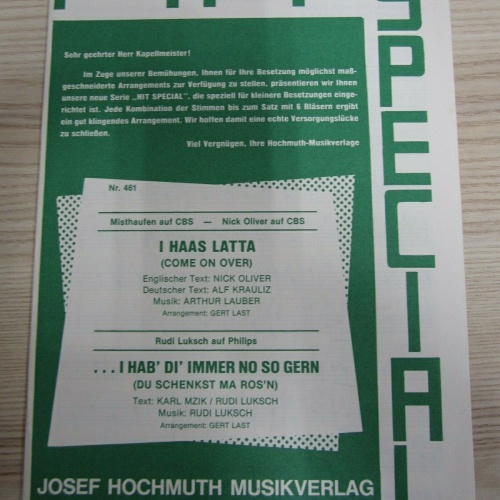 SPECIAL
Sehr geehrter Herr Kapellmeister!
Im Zuge unserer Bemühungen, Ihnen für Ihre Besetzung möglichst maß-
geschneiderte Arrangements zur Verfügung zu stellen, präsentieren wir Ihnen
unsere neue Serie „HIT SPECIAL", die speziell für kleinere Besetzungen einge-
richtet ist. Jede Kombination der Stimmen bis zum Satz mit 6 Bläsern ergibt
ein gut klingendes Arrangement. Wir hoffen damit eine echte Versorgungslücke
zu schließen.
Viel Vergnügen, Ihre Hochmuth-Musikverlage
Nr. 461
Misthaufen auf CBS — Nick Oliver auf CBS
I HAAS LATTA
(COME ON OVER)
Englischer Text: NICK OLIVER
Deutscher Text: ALF KRAULIZ
Musik: ARTHUR LAUBER
Arrangement: GERT LAST
Rudi Luksch auf Philips
...I HAB' DI' IMMER NO SO GERN
(DU SCHENKST MA ROS'N)
Text: KARL MZIK / RUDI LUKSCH
Musik: RUDI LUKSCH
Arrangement: GERT LAST
JOSEF HOCHMUTH MUSIKVERLAG